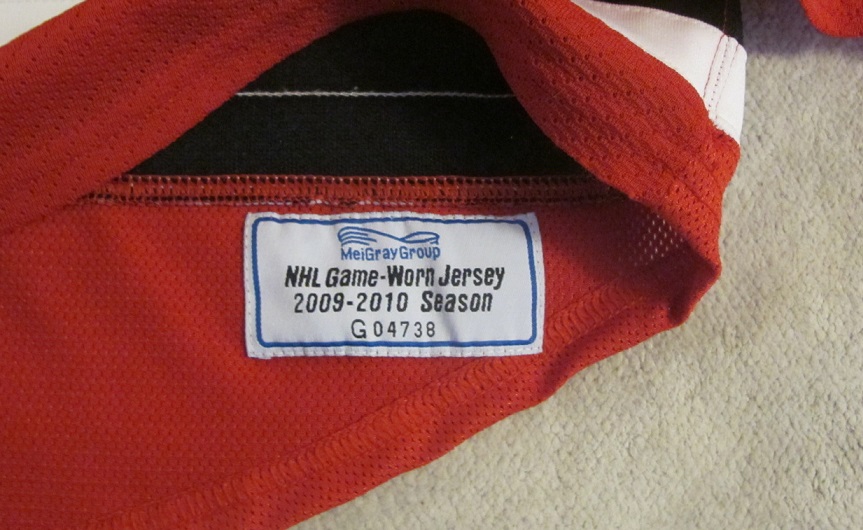 MeiGrayGroup
NHL Game-Worn Jersey
2009-2010 Season
G04738